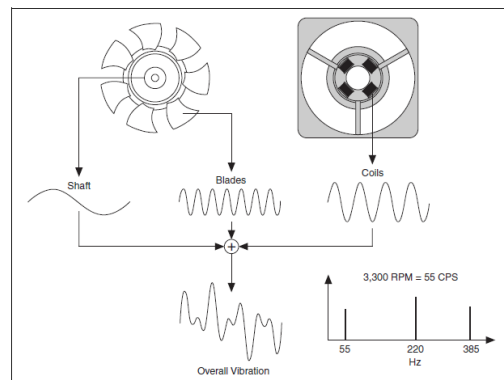 Shaft
Blades
Coils
+
3,300 RPM = 55 CPS
55
220
385
Hz
Overall Vibration